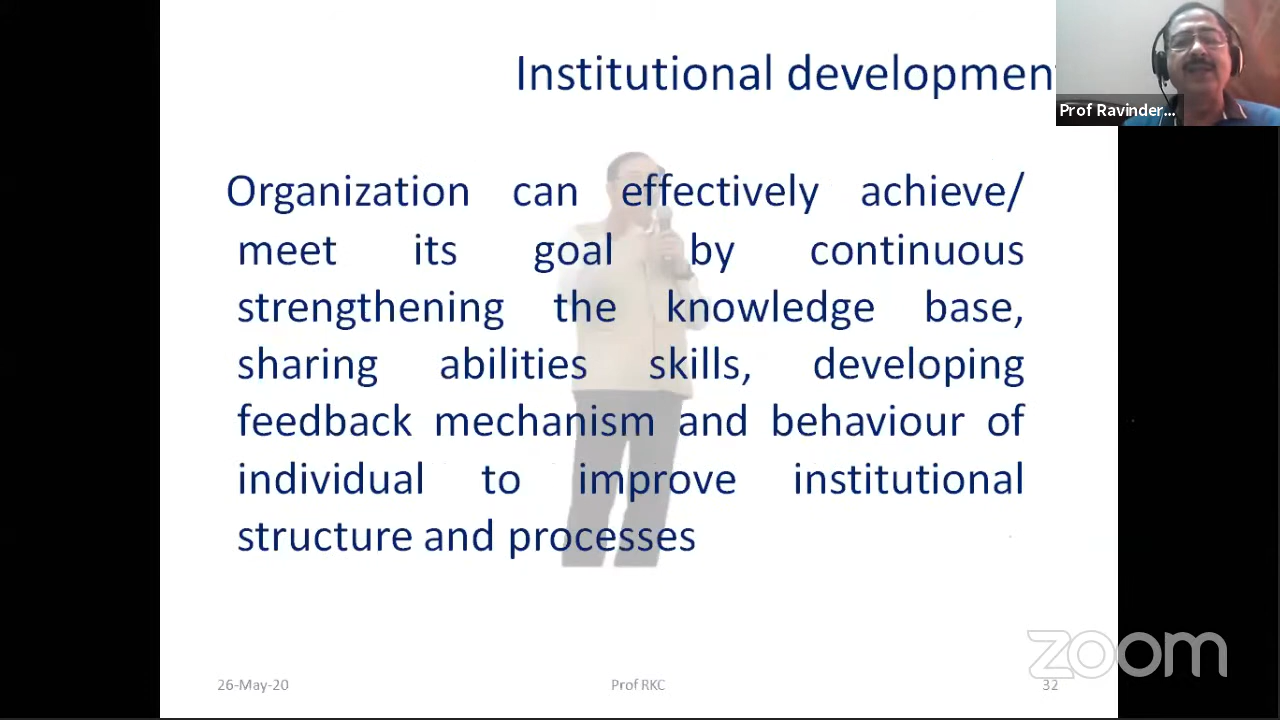 Institutional developmen
Prof Ravinder...
Organization can effectively achieve/
meet its goal by continuous
strengthening the knowledge base,
sharing abilities skills, developing
feedback mechanism and behaviour of
individual to improve institutional
structure and processes
zoom
26-May-20 Prof RKC 32